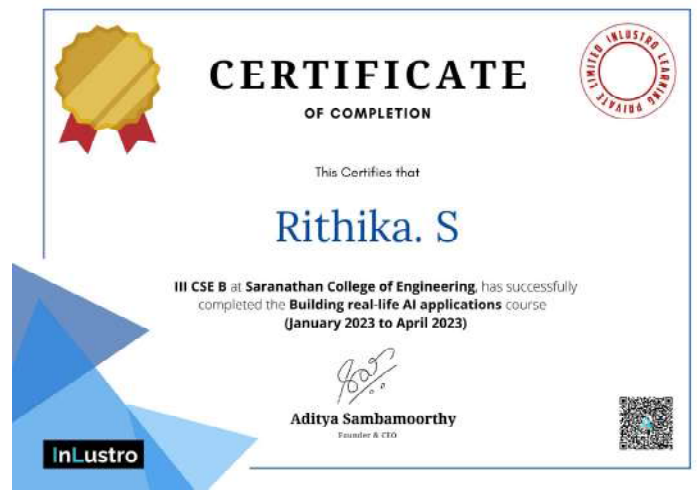 CERTIFICATE
OF COMPLETION
INLUSTRO LEARNING PRIVATE LIMITED
This Certifies that
Rithika. S
III CSE B at Saranathan College of Engineering, has successfully
completed the Building real-life AI applications course
(January 2023 to April 2023)
Aditya Sambamoorthy
Founder & CEO
InLustro